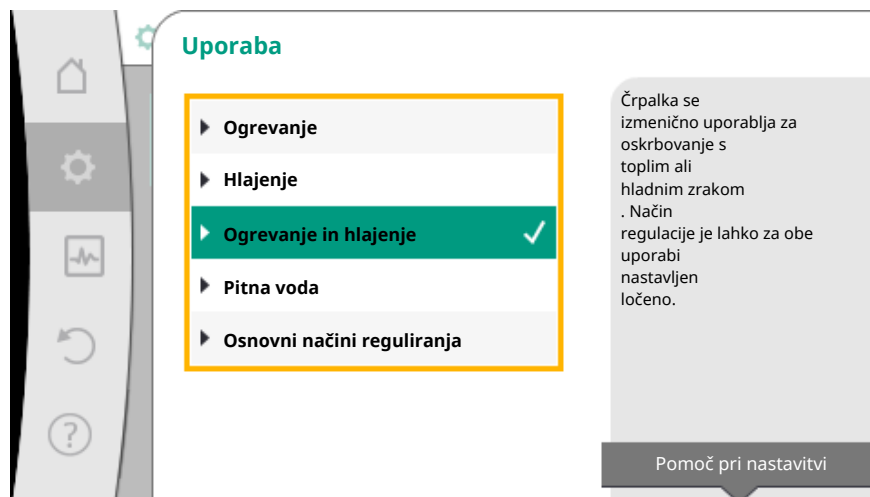 Uporaba
Ogrevanje
Hlajenje
Ogrevanje in hlajenje
Pitna voda
Osnovni načini reguliranja
Črpalka se
izmenično uporablja za
oskrbovanje s
toplim ali
hladnim zrakom
. Način
regulacije je lahko za obe
uporabi
nastavljen
ločeno.
Pomoč pri nastavitvi